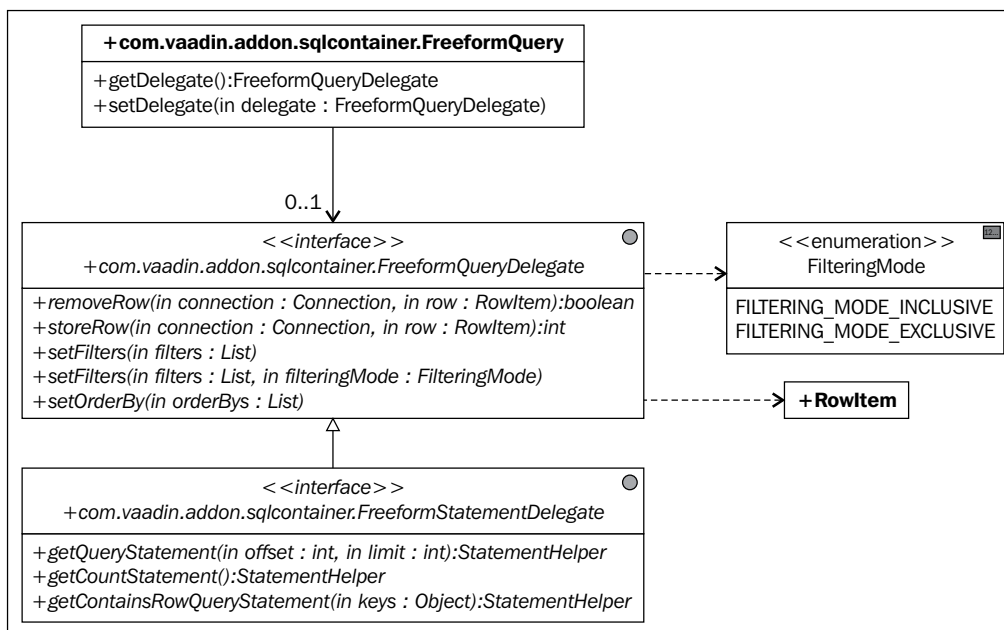 +com.vaadin.addon.sqlcontainer.FreeformQuery
+getDelegate():FreeformQueryDelegate
+setDelegate(in delegate : FreeformQueryDelegate)
0..1
<<interface>>
+com.vaadin.addon.sqlcontainer.FreeformQueryDelegate
+removeRow(in connection : Connection, in row : RowItem):boolean
+storeRow(in connection : Connection, in row : RowItem):int
+setFilters(in filters : List)
+setFilters(in filters : List, in filteringMode : FilteringMode)
+setOrderBy(in orderBys : List)
12...
<<enumeration>>
FilteringMode
FILTERING_MODE_INCLUSIVE
FILTERING_MODE_EXCLUSIVE
+RowItem
<<interface>>
+com.vaadin.addon.sqlcontainer.FreeformStatementDelegate
+getQueryStatement(in offset : int, in limit : int):StatementHelper
+getCountStatement():StatementHelper
+getContainsRowQueryStatement(in keys : Object):StatementHelper